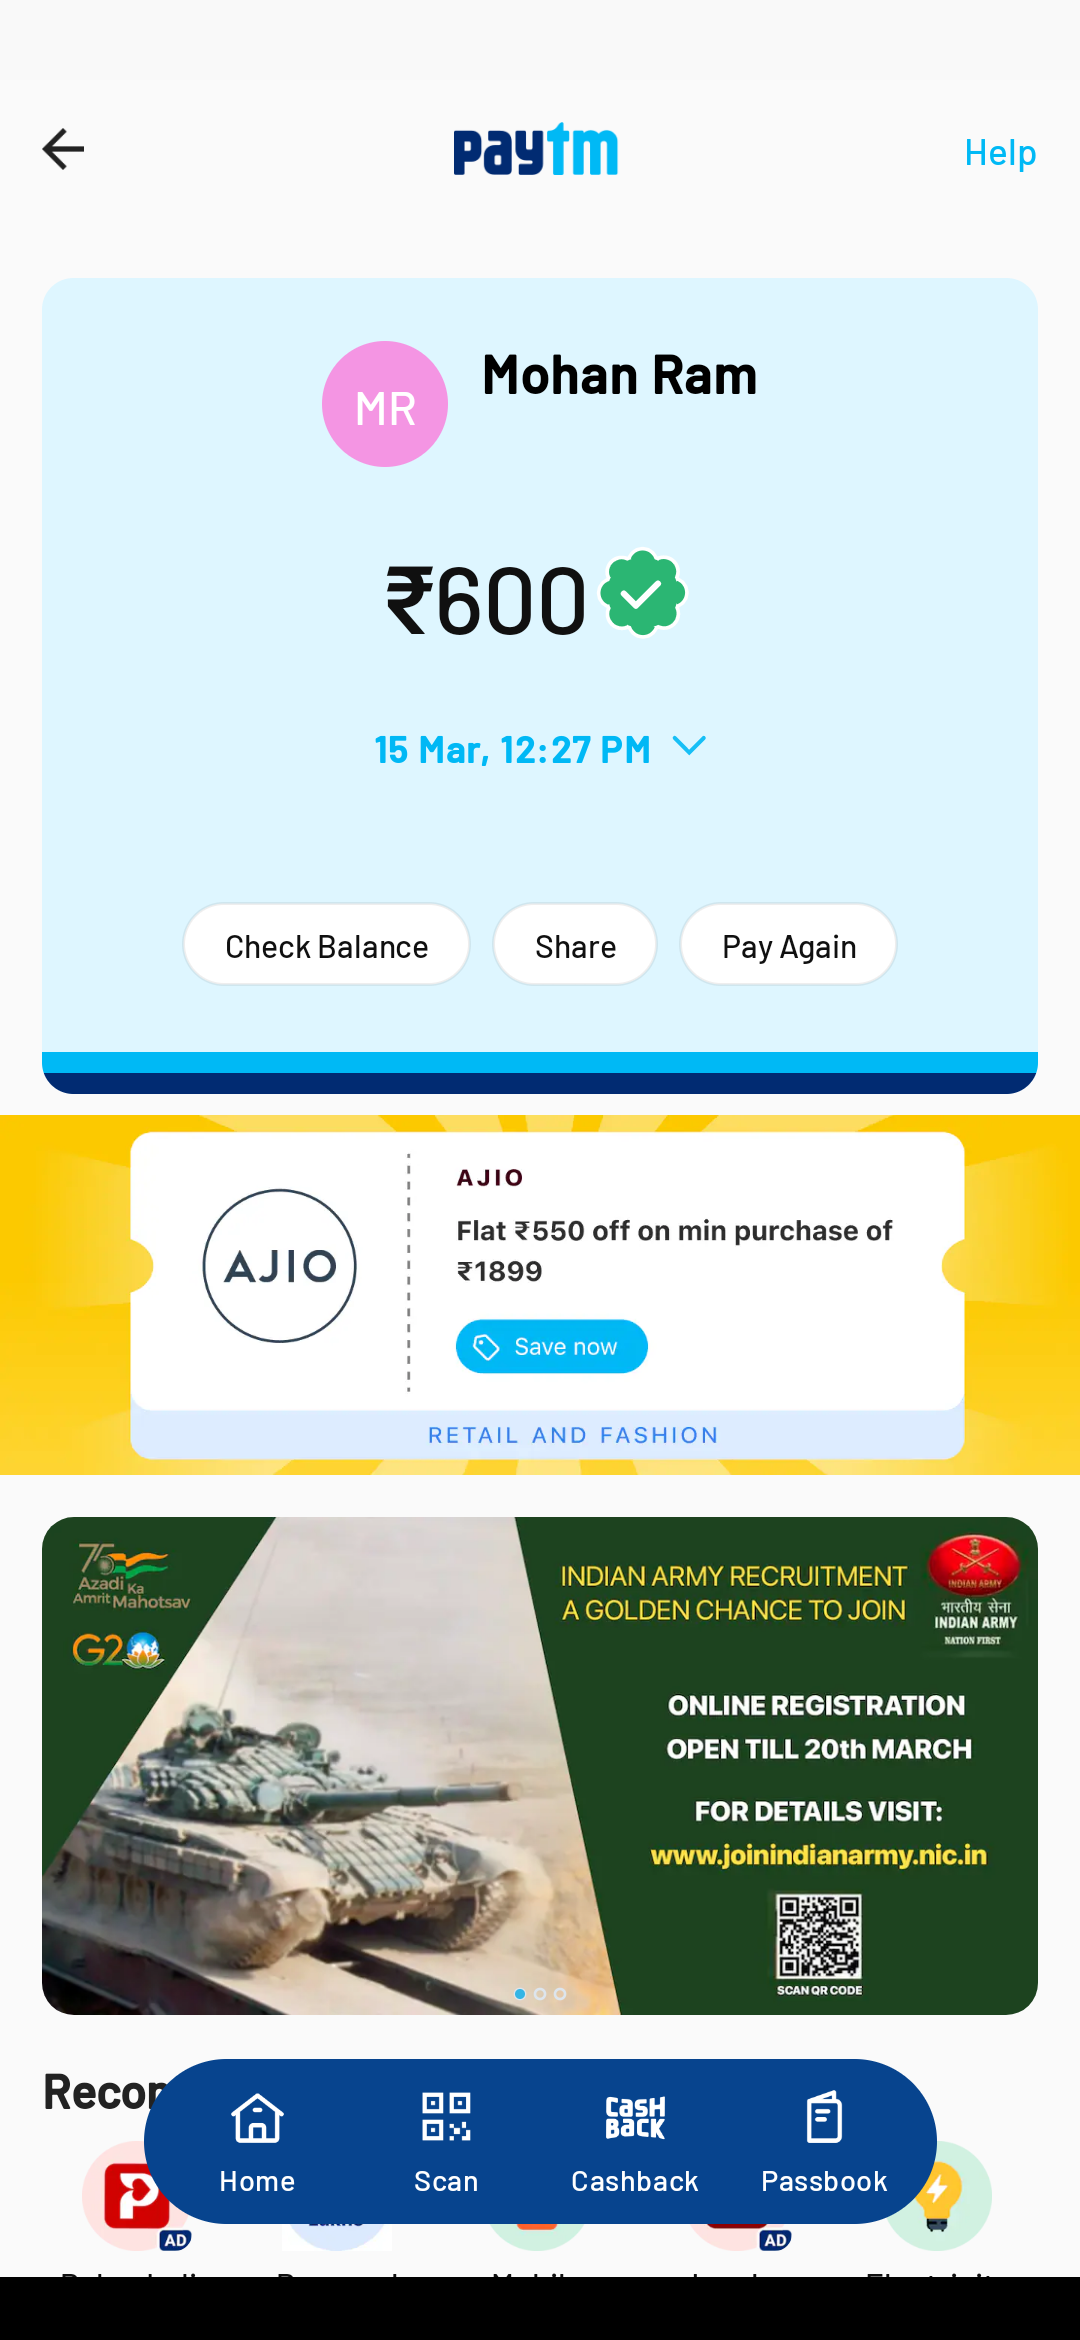 paytm
Help
MR
Mohan Ram
₹600
15 Mar, 12:27 PM
Check Balance
Share
Pay Again
AJIO
AJIO
Flat ₹550 off on min purchase of
₹1899
Save now
RETAIL AND FASHION
75
Azadi Ka
Amrit Mahotsav
G20
INDIAN ARMY RECRUITMENT
A GOLDEN CHANCE TO JOIN
INDIAN ARMY
भारतीय सेना
INDIAN ARMY
NATION FIRST
ONLINE REGISTRATION
OPEN TILL 20th MARCH
FOR DETAILS VISIT:
www.joinindianarmy.nic.in
SCAN QR CODE
Home
Scan
CASH
BACK
Cashback
Passbook
AD
AD